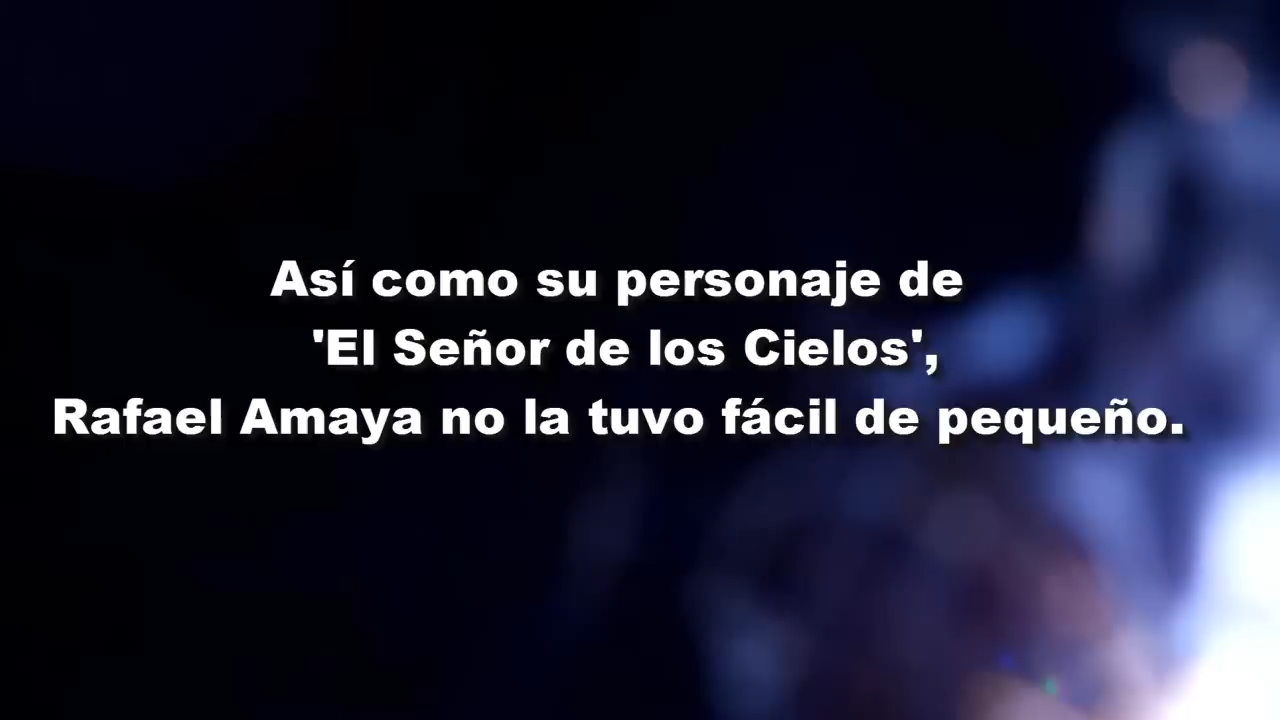 Así como su personaje de
'El Señor de los Cielos',
Rafael Amaya no la tuvo fácil de pequeño.